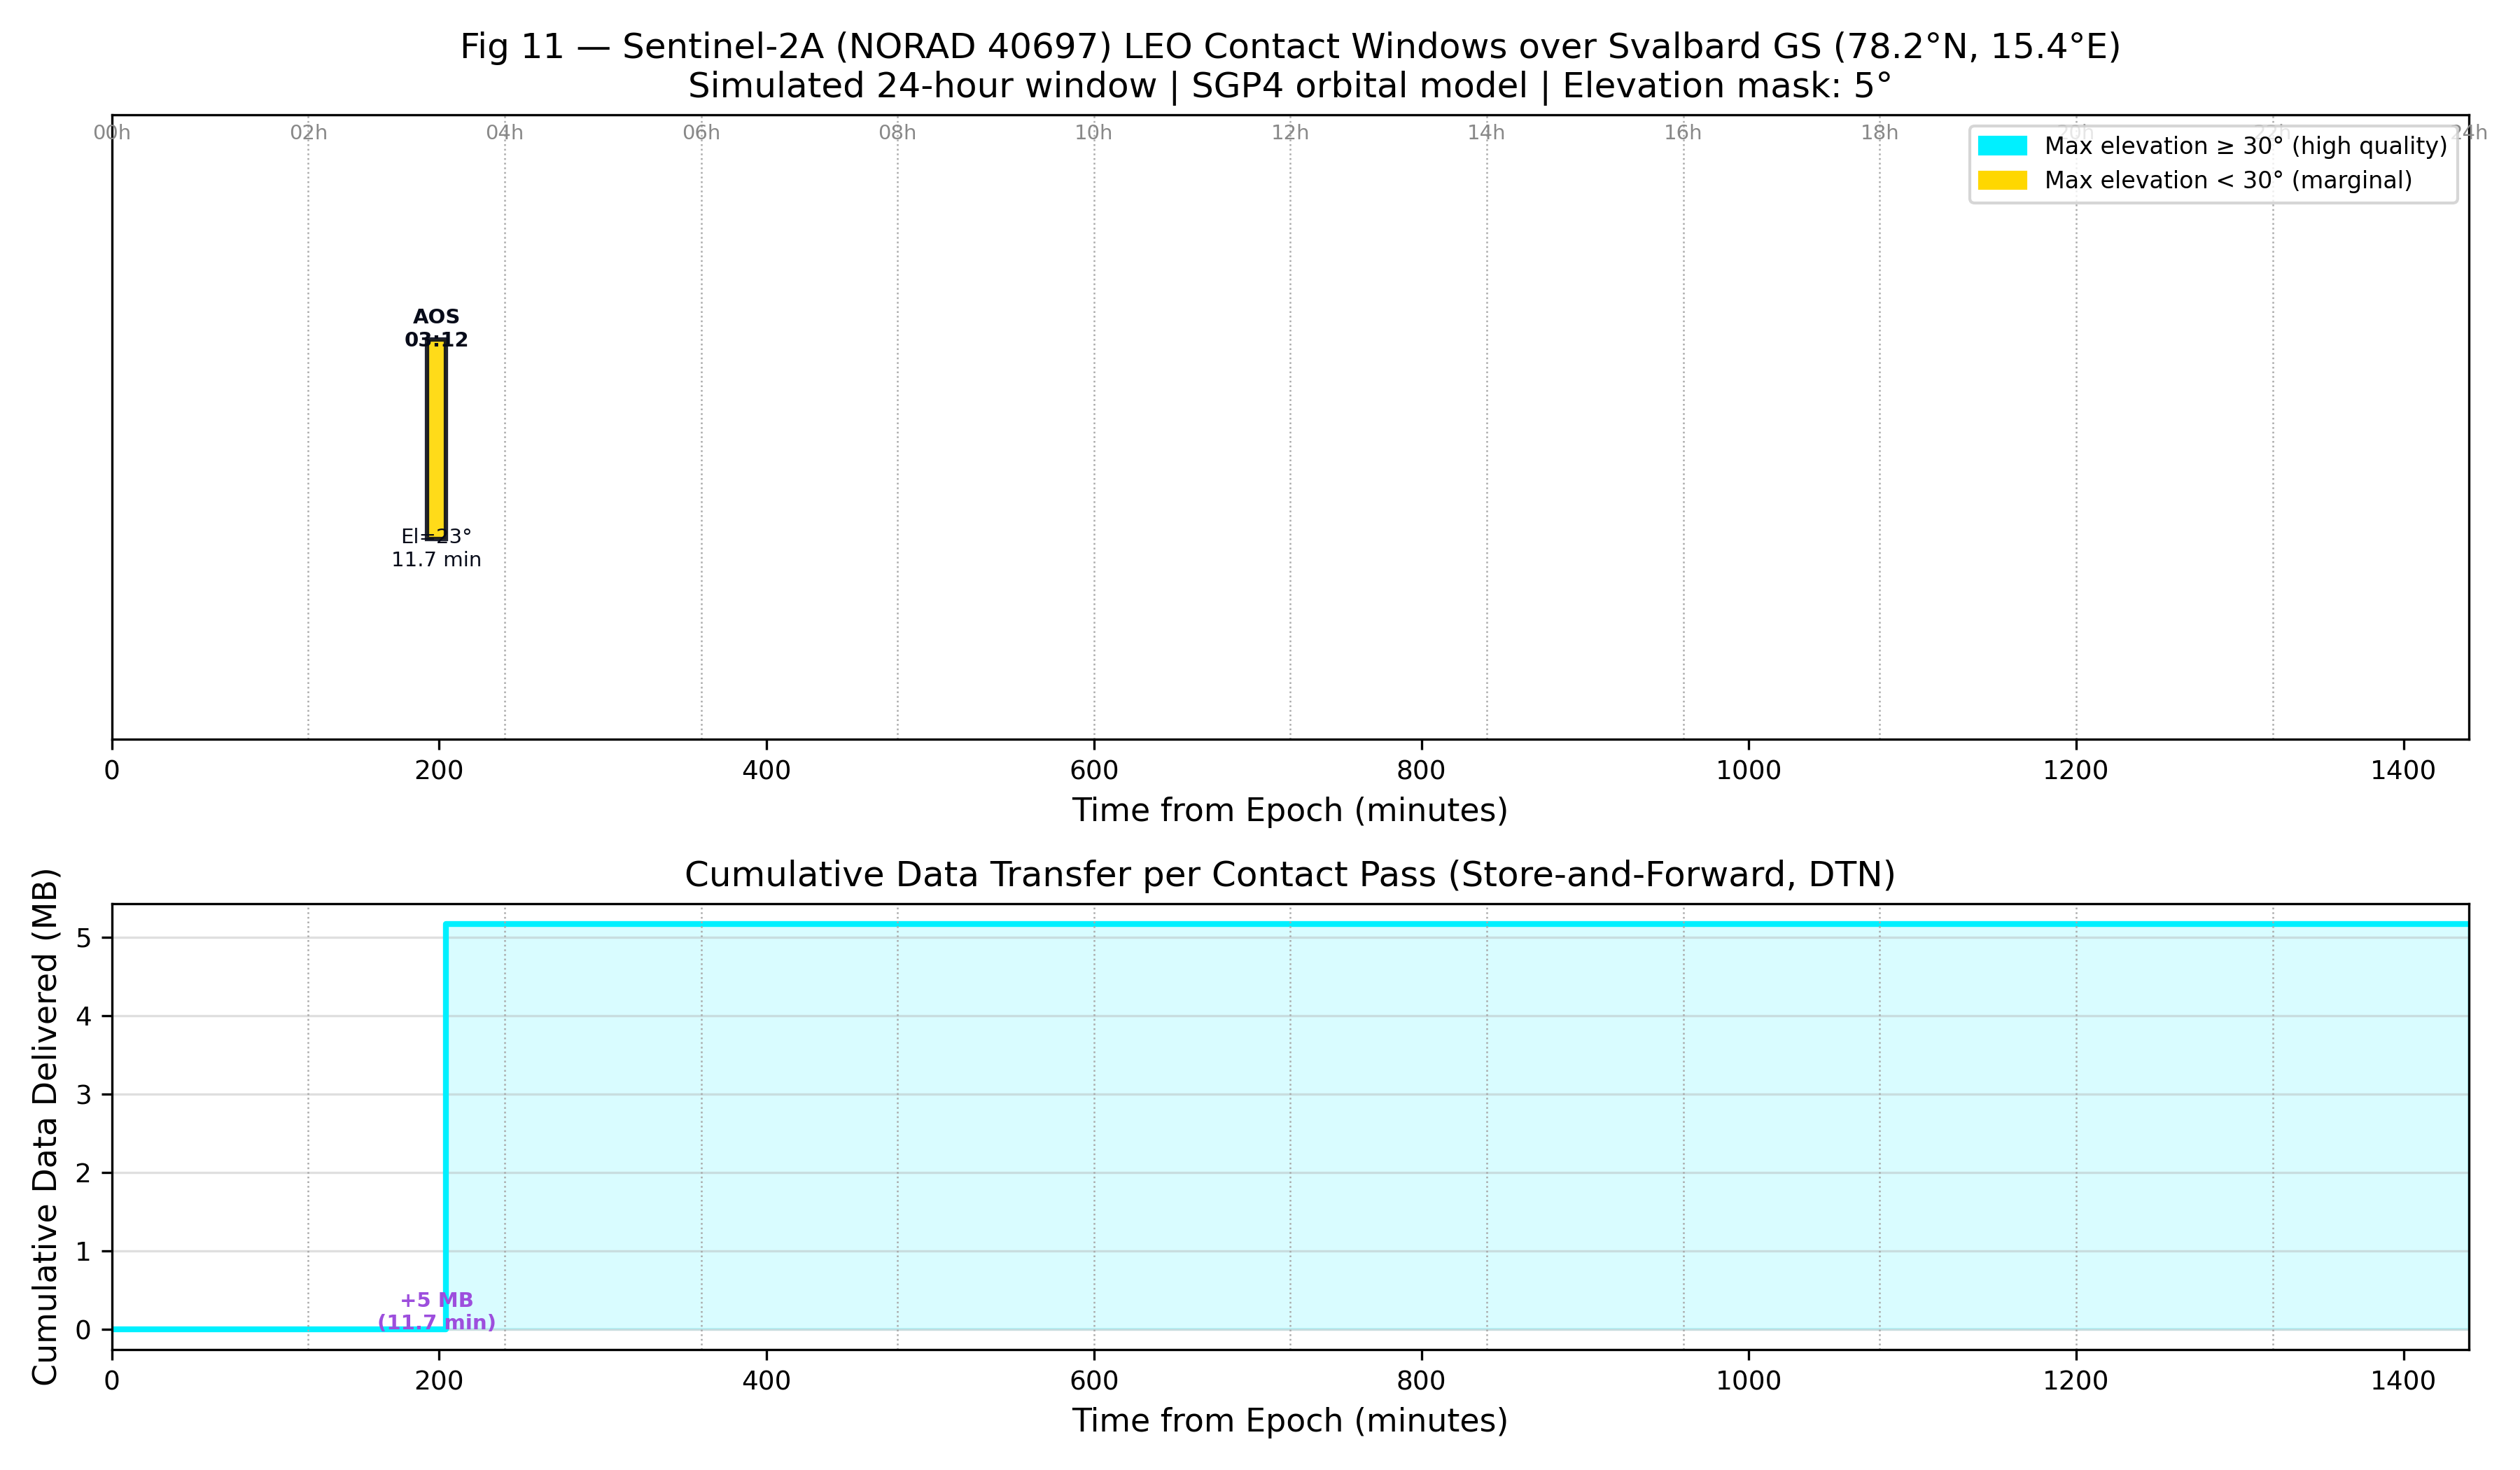 Fig 11 — Sentinel-2A (NORAD 40697) LEO Contact Windows over Svalbard GS (78.2°N, 15.4°E)
Simulated 24-hour window | SGP4 orbital model | Elevation mask: 5°
00h 02h 04h 06h 08h 10h 12h 14h 16h 18h 20h 22h 24h
Max elevation ≥ 30° (high quality)
Max elevation < 30° (marginal)
AOS
03:12
El=23°
11.7 min
0 200 400 600 800 1000 1200 1400
Time from Epoch (minutes)
Cumulative Data Transfer per Contact Pass (Store-and-Forward, DTN)
Cumulative Data Delivered (MB)
5
4
3
2
1
0
+5 MB
(11.7 min)
0 200 400 600 800 1000 1200 1400
Time from Epoch (minutes)